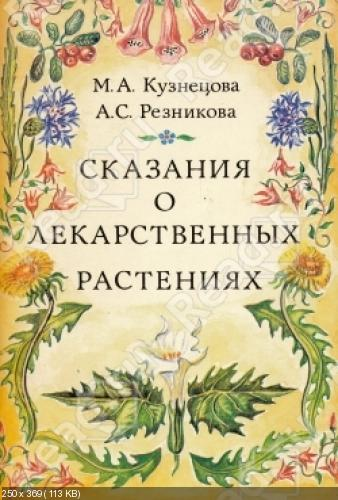 М. А. Кузнецова
А. С. Резникова
СКАЗАНИЯ
О
ЛЕКАРСТВЕННЫХ
РАСТЕНИЯХ
250 x 369 ( 113 KB)